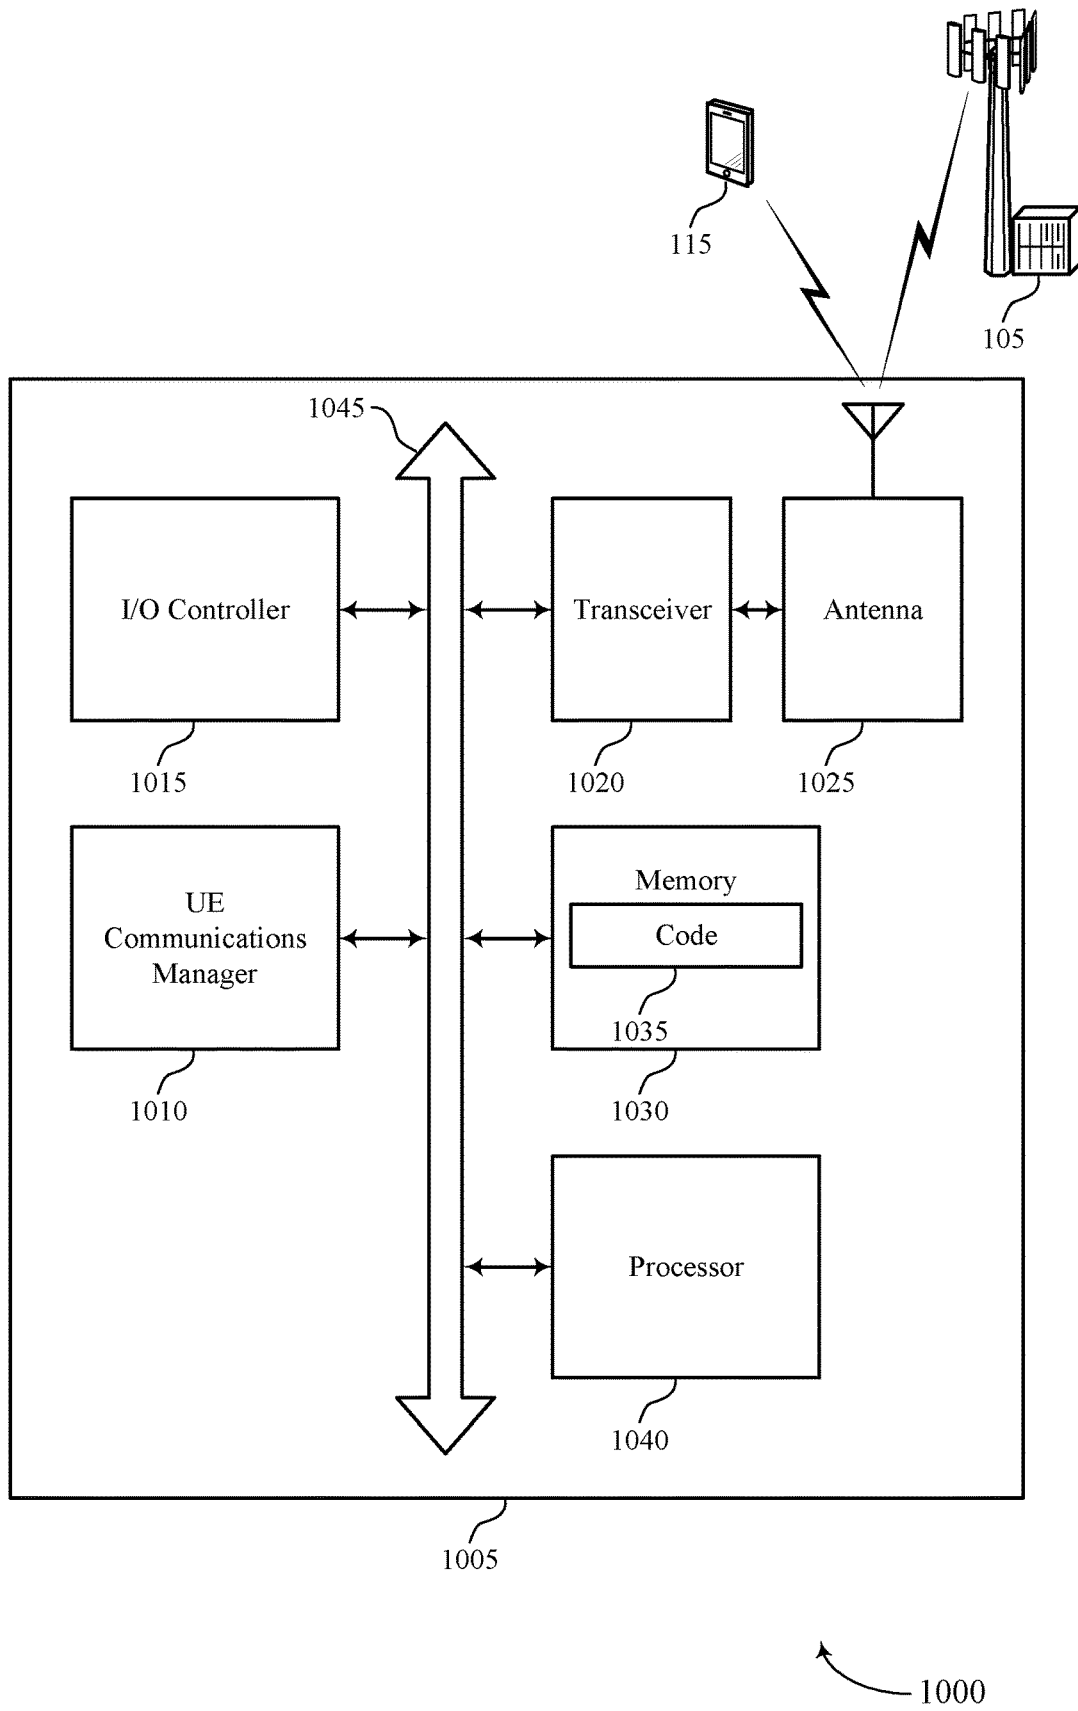 115
105
1045
I/O Controller
Transceiver
Antenna
1015
1020
1025
UE
Communications
Manager
Memory
Code
1035
1010
1030
Processor
1040
1005
1000